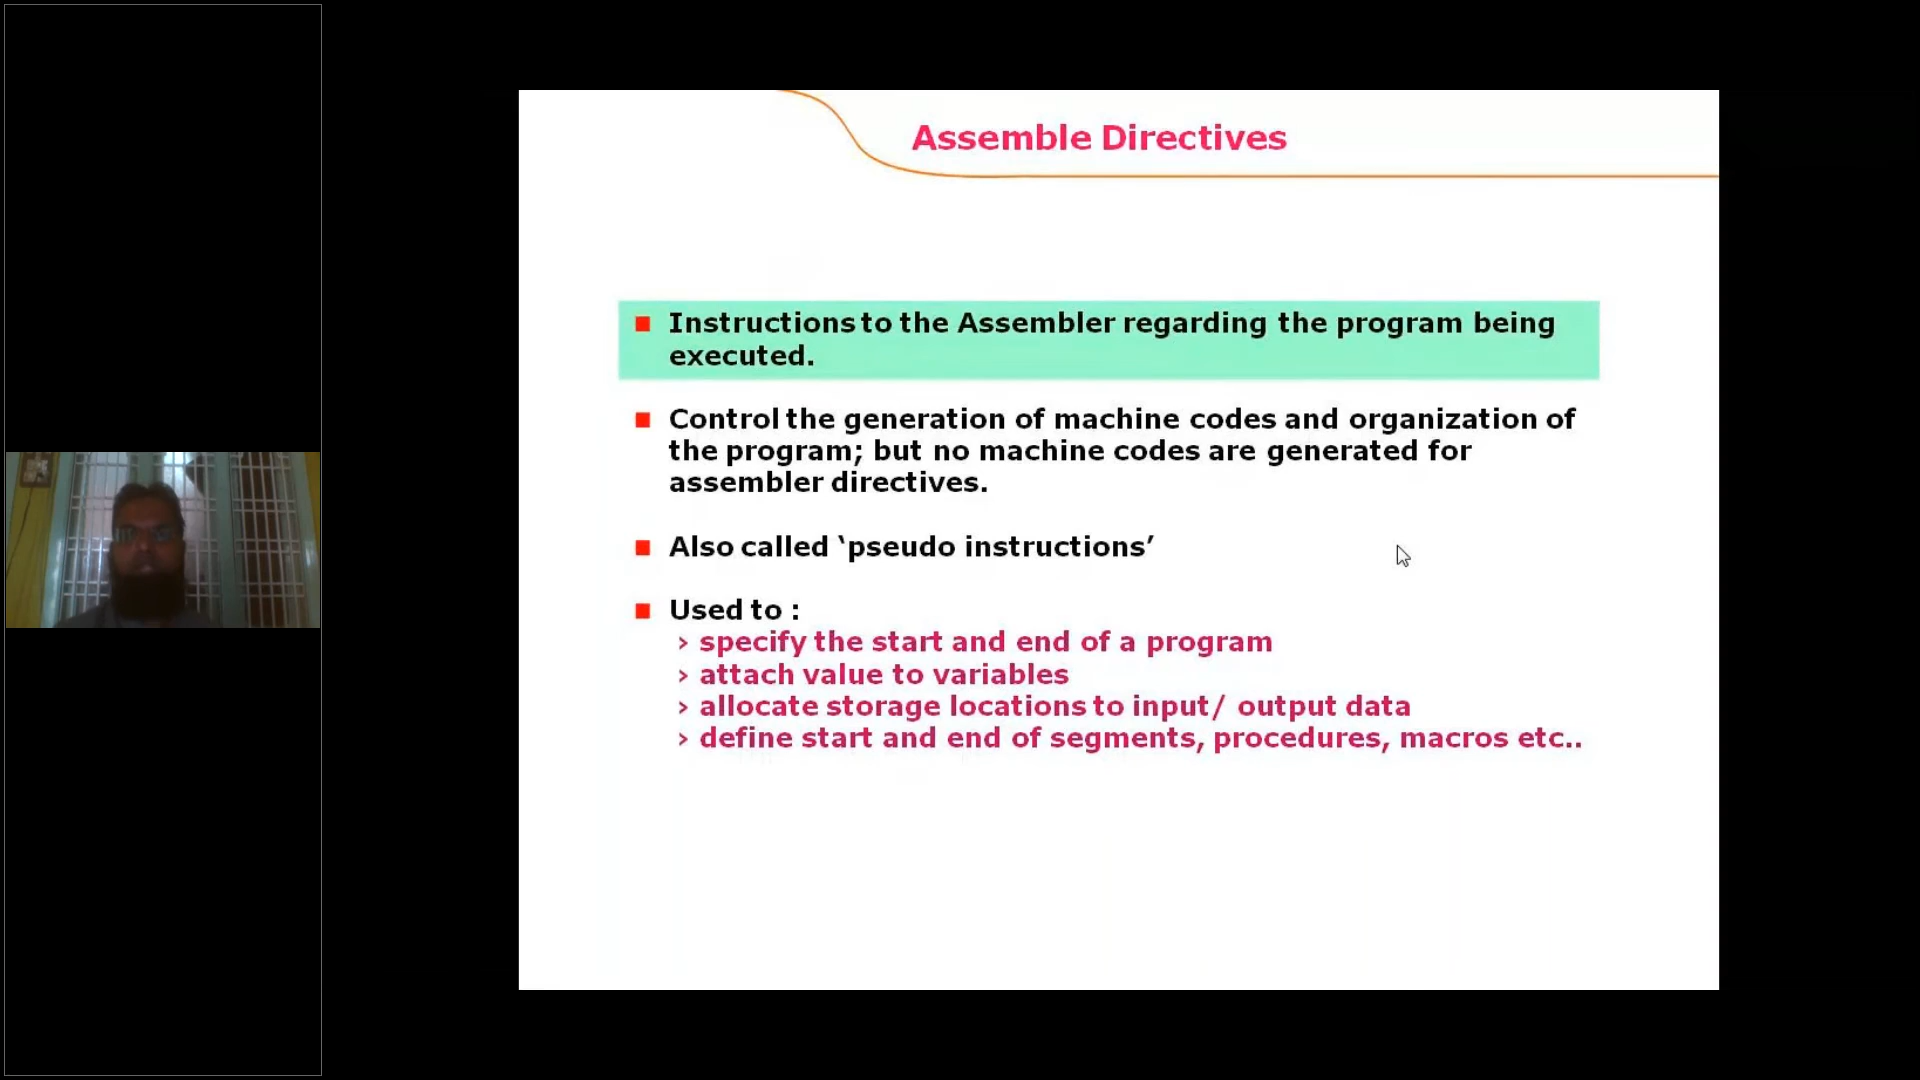 Assemble Directives
Instructions to the Assembler regarding the program being
executed.
Control the generation of machine codes and organization of
the program; but no machine codes are generated for
assembler directives.
Also called ‘pseudo instructions’
Used to :
› specify the start and end of a program
› attach value to variables
› allocate storage locations to input/ output data
› define start and end of segments, procedures, macros etc..